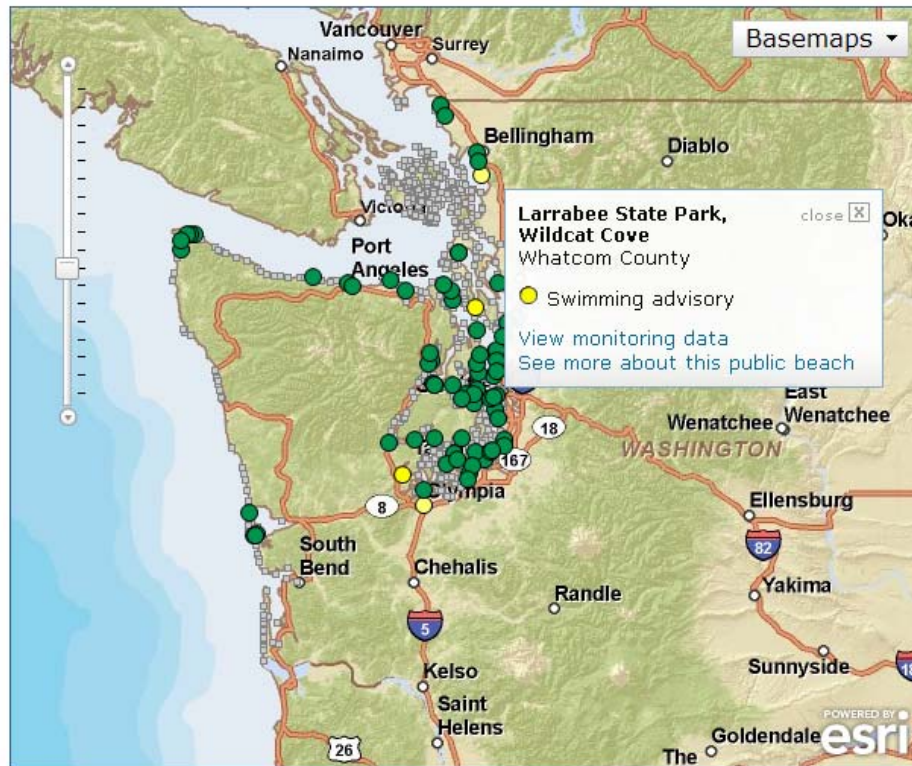 Vancouver
Nanaimo
Surrey
Basemaps
Bellingham
Diablo
Port
Angeles
Larrabee State Park,
Wildcat Cove
close X
Whatcom County
Swimming advisory
View monitoring data
See more about this public beach
East
Wenatchee
Wenatchee
WASHINGTON
18
167
8
Ellensburg
82
South
Bend
Chehalis
Randle
Yakima
5
Sunnyside
Kelso
Saint
Helens
26
Goldendale
The
POWERED BY
esri